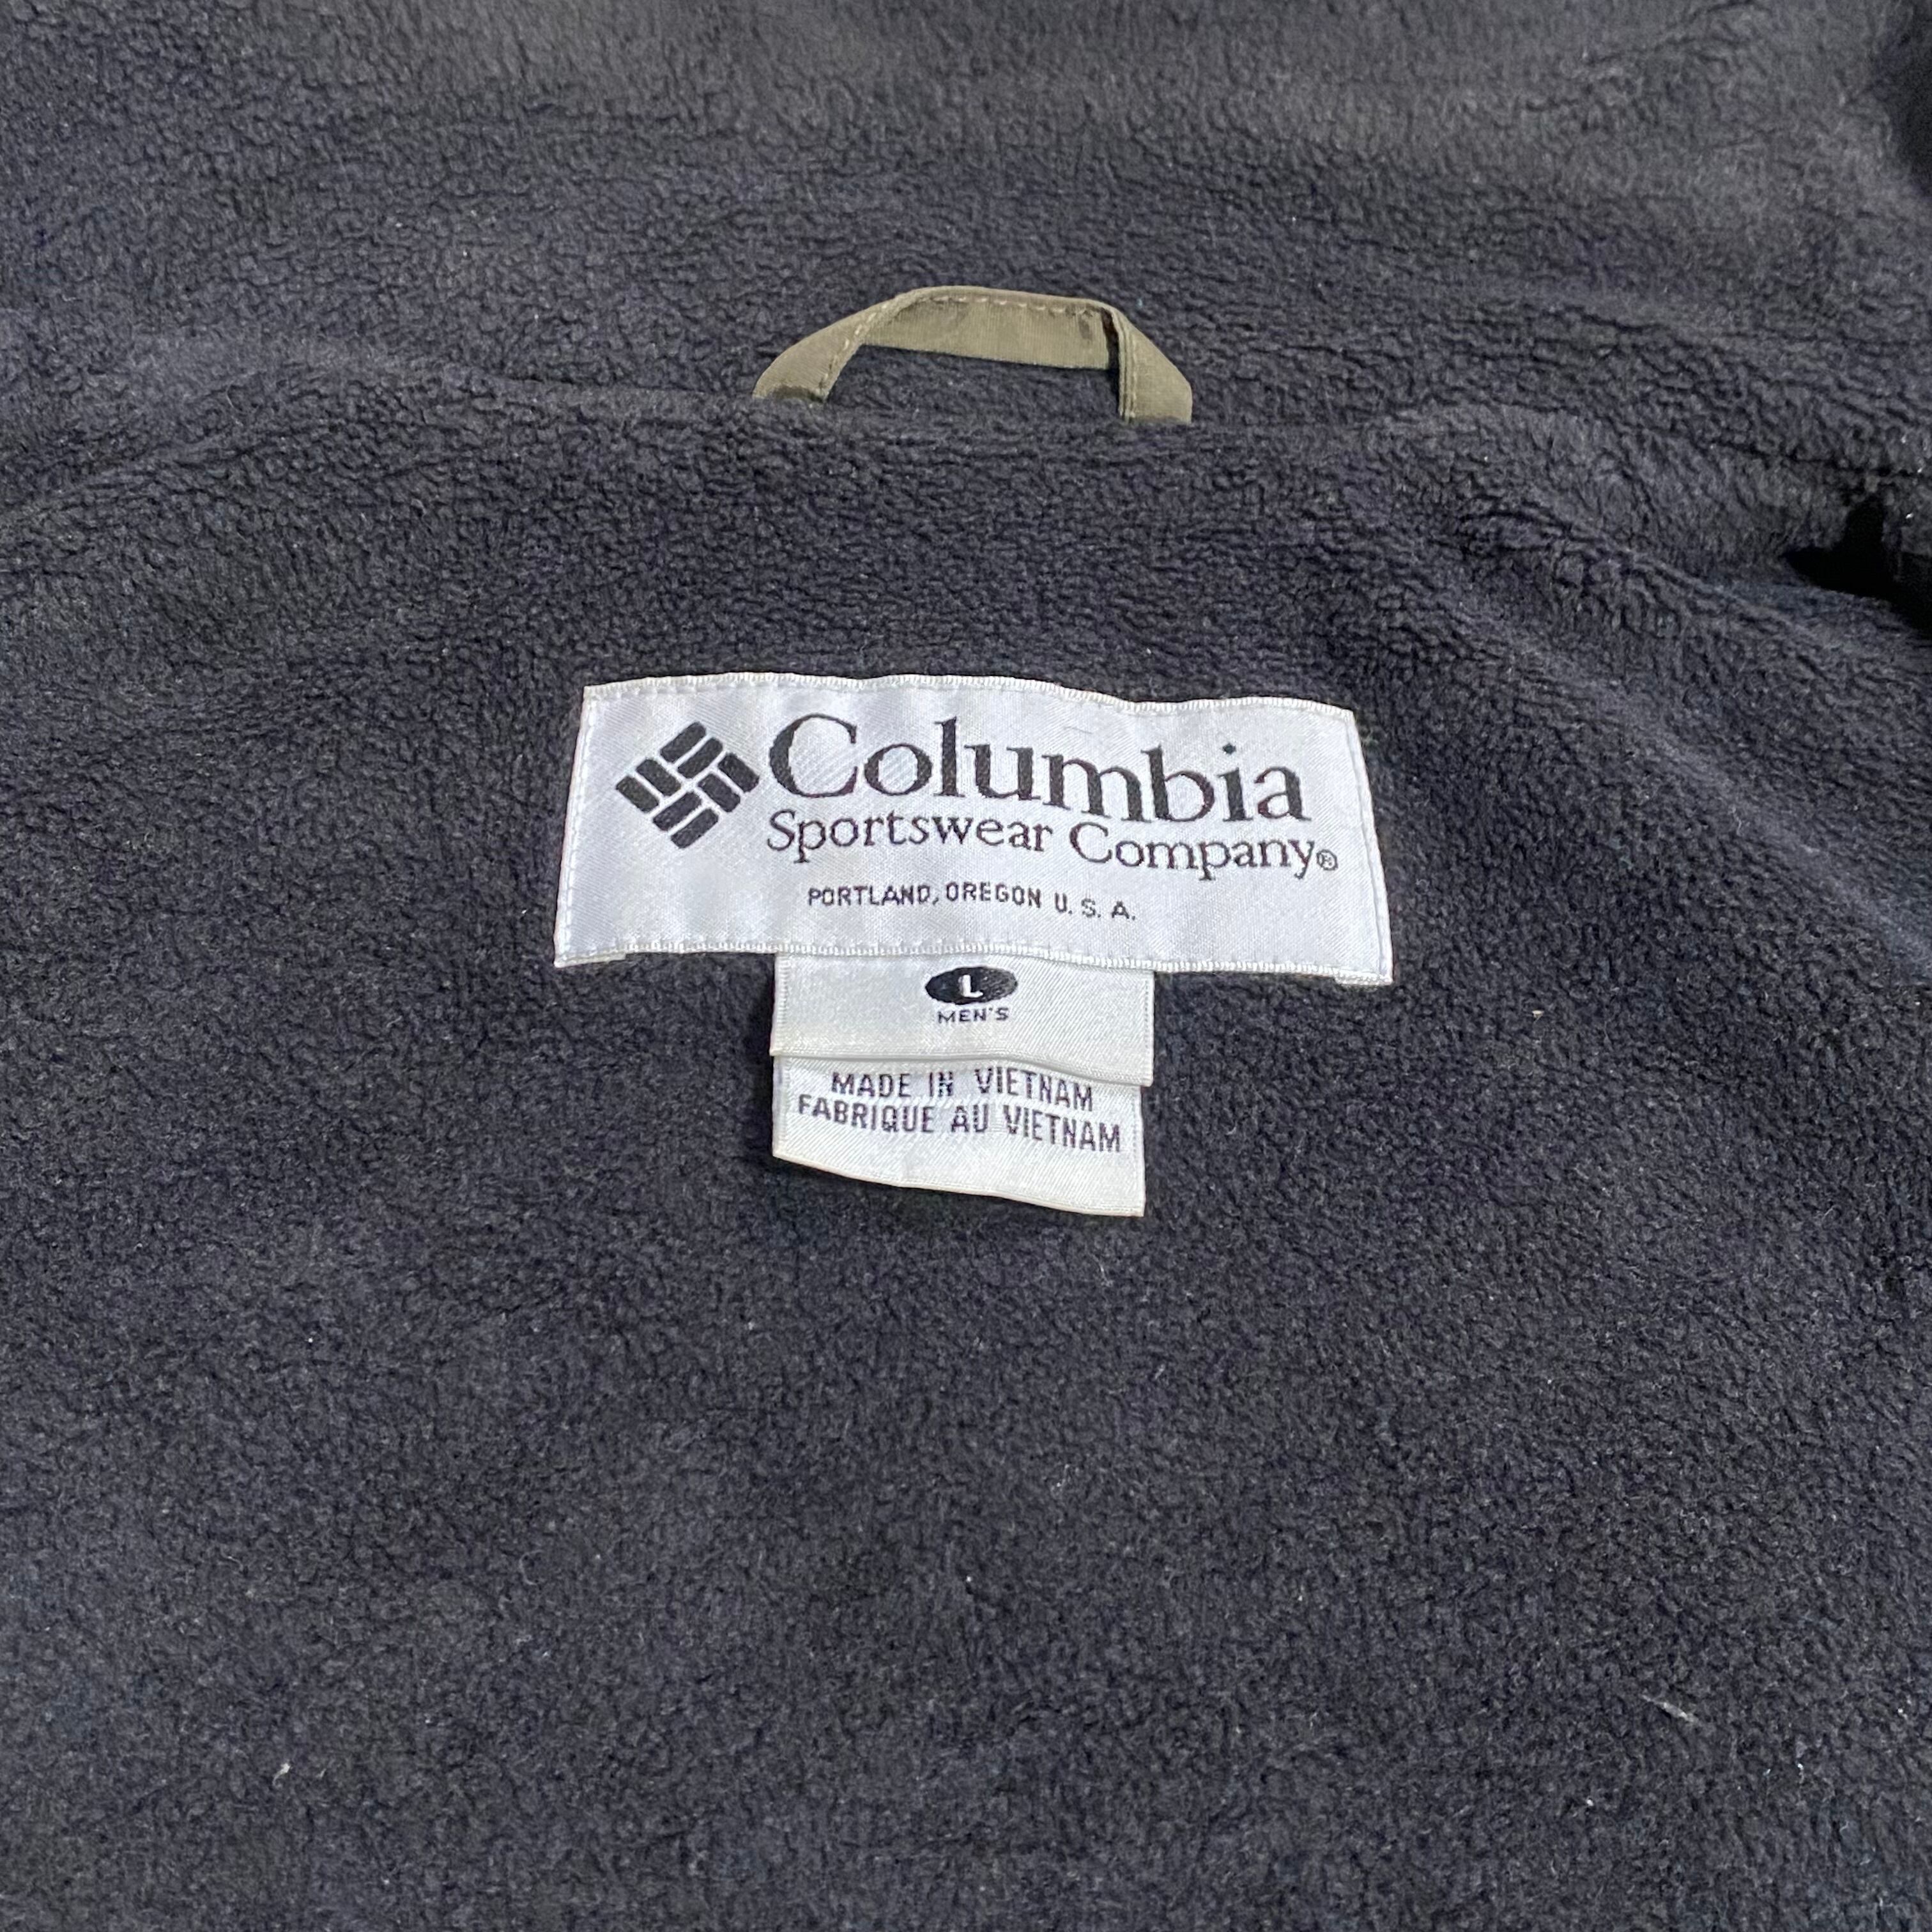 Columbia
Sportswear Company®
PORTLAND, OREGON U. S. A.
L
MEN'S
MADE IN VIETNAM
FABRIQUE AU VIETNAM